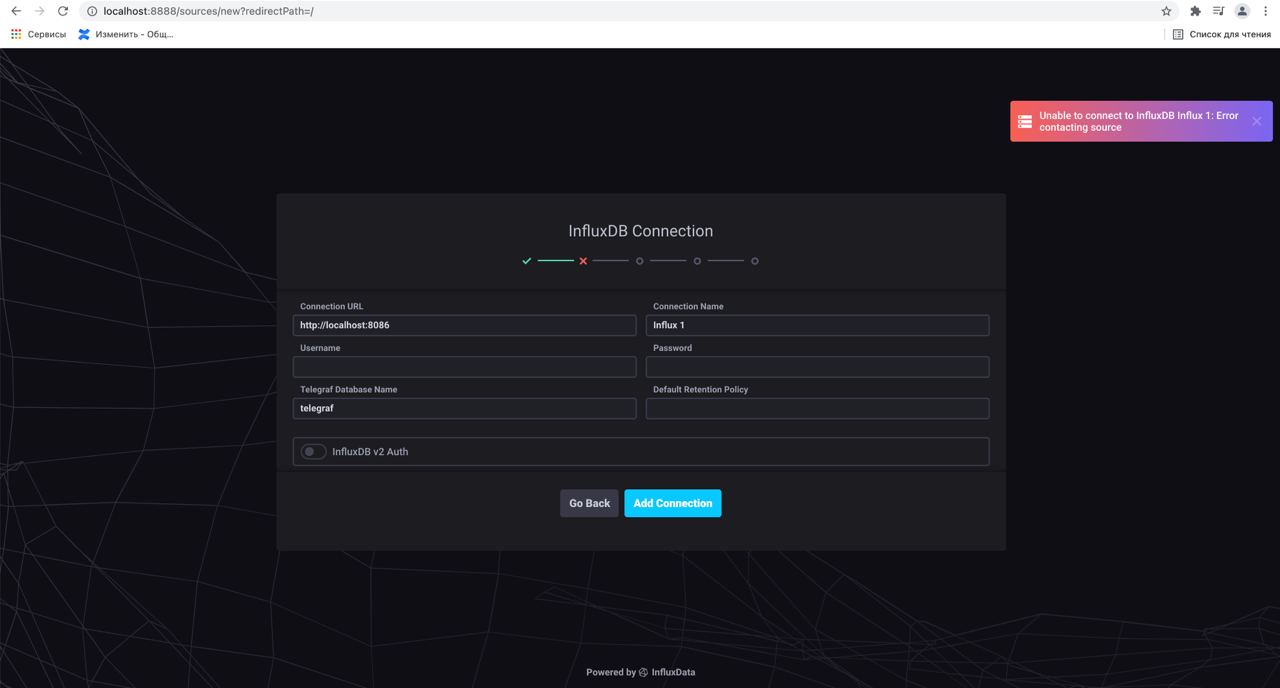 localhost:8888/sources/new?redirectPath=/
Сервисы
Изменить - Общ...
Список для чтения
Unable to connect to InfluxDB Influx 1: Error
contacting source
InfluxDB Connection
Connection URL
Connection Name
http://localhost:8086
Influx 1
Username
Password
Telegraf Database Name
Default Retention Policy
telegraf
InfluxDB v2 Auth
Go Back
Add Connection
Powered by InfluxData